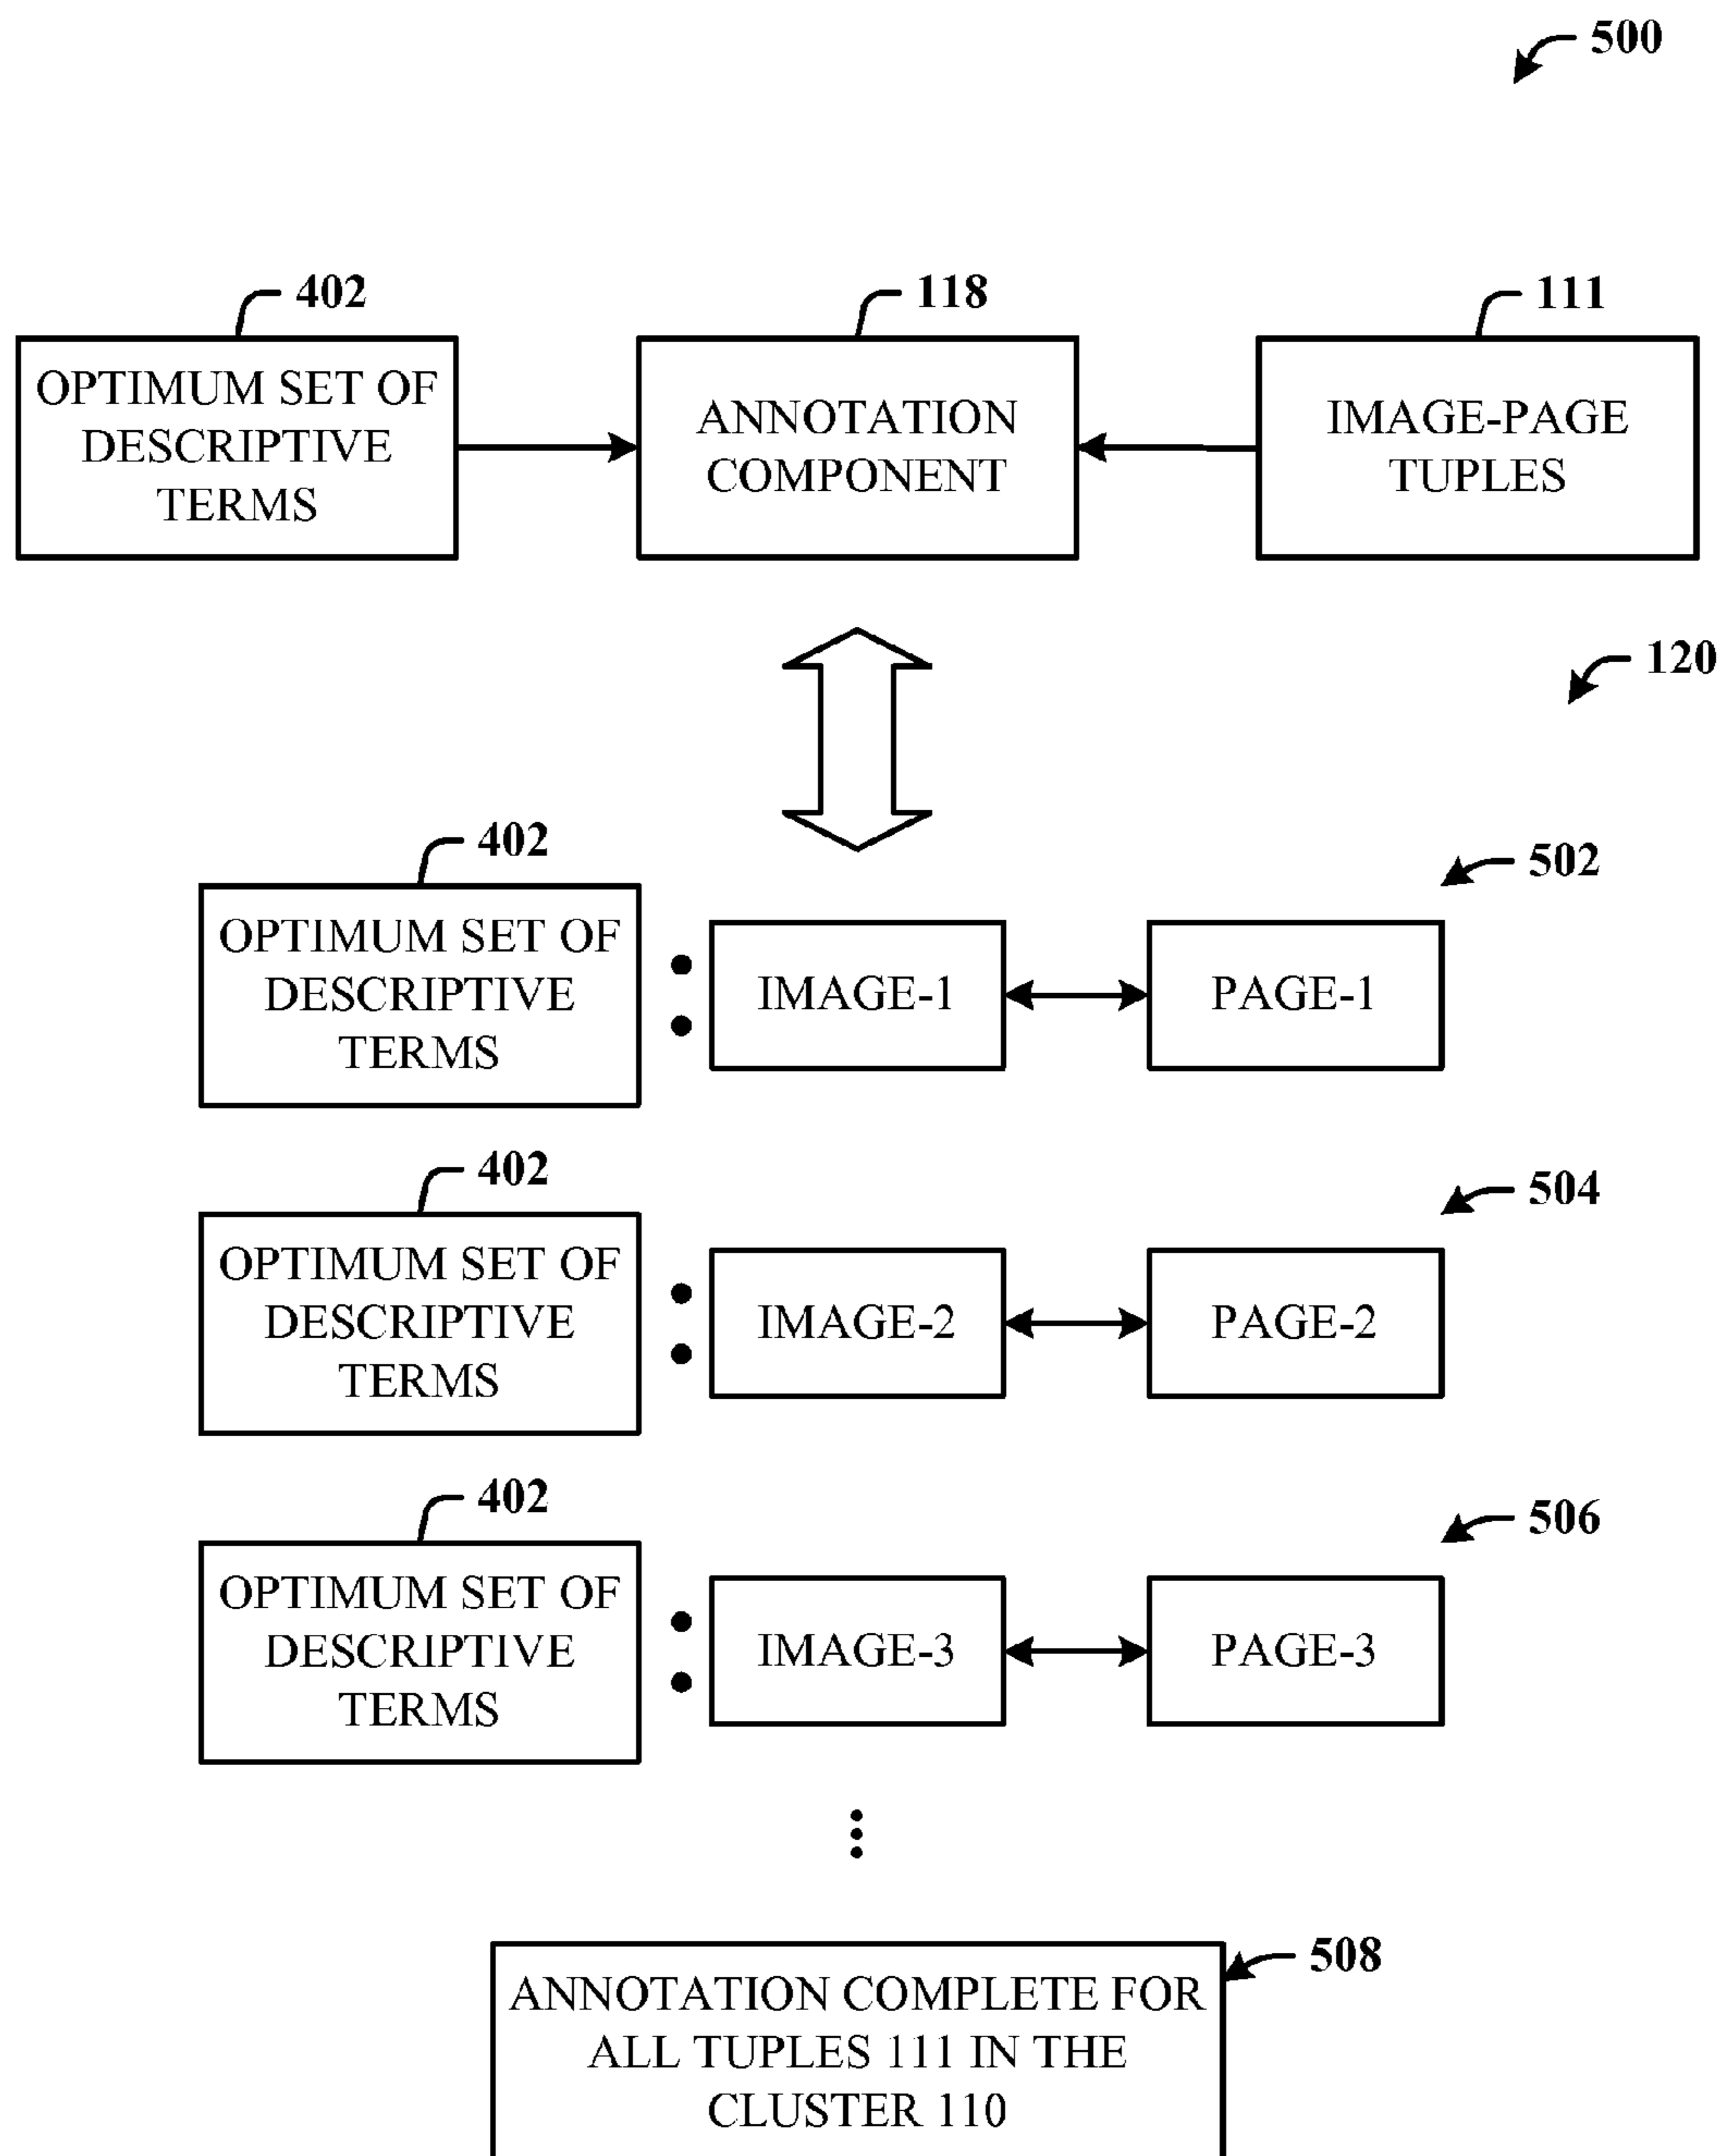 500
402
118
111
OPTIMUM SET OF
DESCRIPTIVE
TERMS
ANNOTATION
COMPONENT
IMAGE-PAGE
TUPLES
120
402
502
OPTIMUM SET OF
DESCRIPTIVE
TERMS
IMAGE-1
PAGE-1
402
504
OPTIMUM SET OF
DESCRIPTIVE
TERMS
IMAGE-2
PAGE-2
402
506
OPTIMUM SET OF
DESCRIPTIVE
TERMS
IMAGE-3
PAGE-3
508
ANNOTATION COMPLETE FOR
ALL TUPLES 111 IN THE
CLUSTER 110